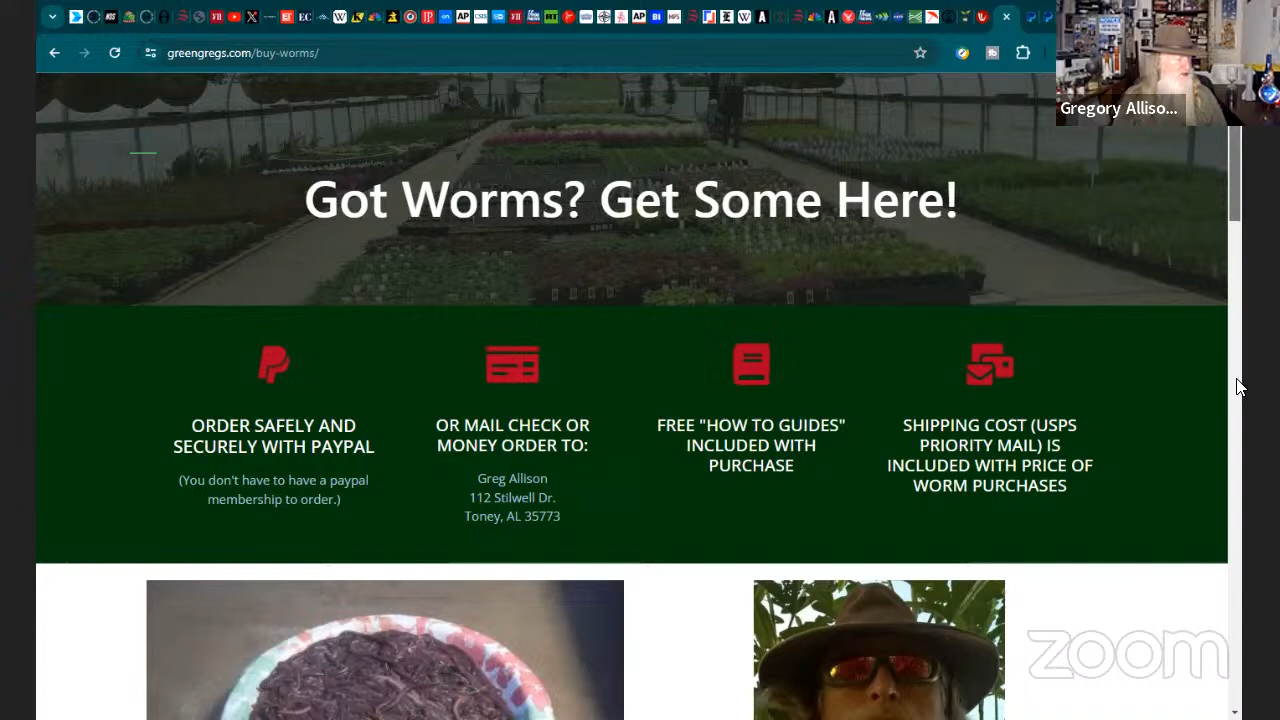 greengregs.com/buy-worms/
Gregory Alliso...
Got Worms? Get Some Here!
ORDER SAFELY AND
SECURELY WITH PAYPAL
(You don't have to have a paypal
membership to order.)
OR MAIL CHECK OR
MONEY ORDER TO:
Greg Allison
112 Stilwell Dr.
Toney, AL 35773
FREE "HOW TO GUIDES"
INCLUDED WITH
PURCHASE
SHIPPING COST (USPS
PRIORITY MAIL) IS
INCLUDED WITH PRICE OF
WORM PURCHASES
zoom